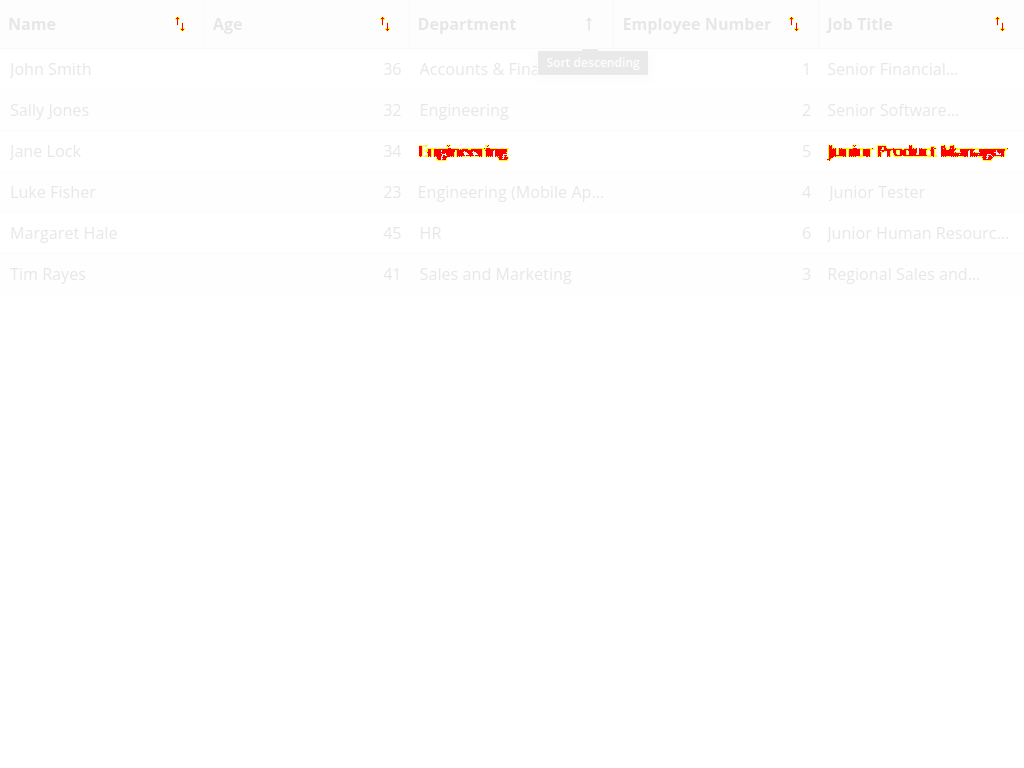 Name Age Department Employee Number Job Title
Sort descending
John Smith 36 Accounts & Fina 1 Senior Financial...
Sally Jones 32 Engineering 2 Senior Software...
Jane Lock 34 Engineering 5 Junior Product Manager
Luke Fisher 23 Engineering (Mobile Ap... 4 Junior Tester
Margaret Hale 45 HR 6 Junior Human Resourc...
Tim Rayes 41 Sales and Marketing 3 Regional Sales and...